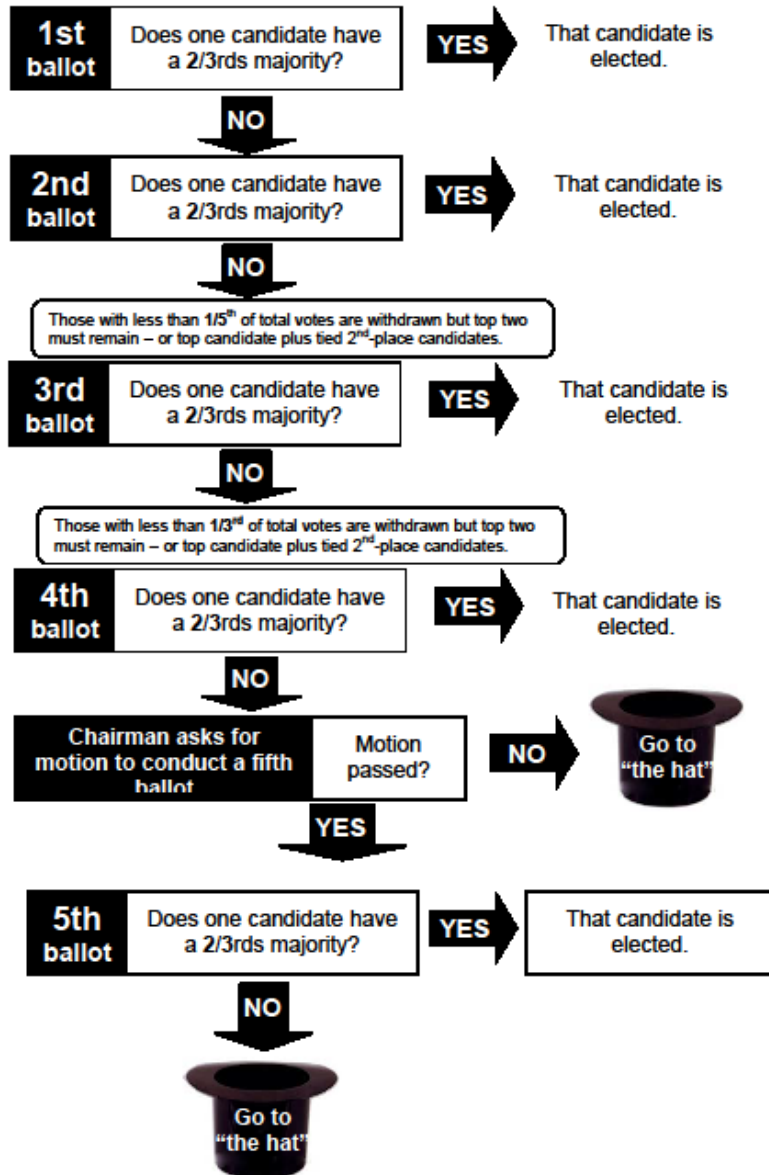 1st
ballot
Does one candidate have
a 2/3rds majority?
YES
That candidate is
elected.
NO
2nd
ballot
Does one candidate have
a 2/3rds majority?
YES
That candidate is
elected.
NO
Those with less than 1/5th of total votes are withdrawn but top two
must remain – or top candidate plus tied 2nd-place candidates.
3rd
ballot
Does one candidate have
a 2/3rds majority?
YES
That candidate is
elected.
NO
Those with less than 1/3rd of total votes are withdrawn but top two
must remain – or top candidate plus tied 2nd-place candidates.
4th
ballot
Does one candidate have
a 2/3rds majority?
YES
That candidate is
elected.
NO
Chairman asks for
motion to conduct a fifth
ballot
Motion
passed?
NO
Go to
“the hat”
YES
5th
ballot
Does one candidate have
a 2/3rds majority?
YES
That candidate is
elected.
NO
Go to
“the hat”